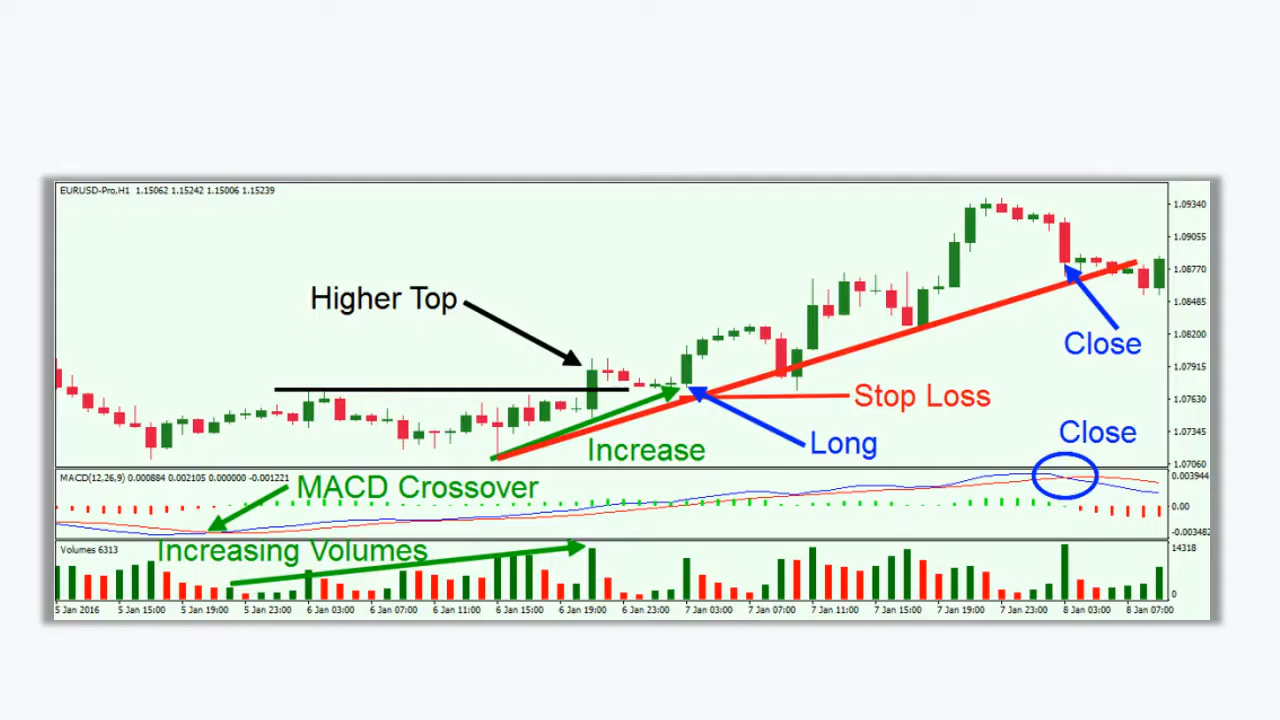 EURUSD-Pro,H1 1.15062 1.15242 1.15006 1.15239
1.09340
1.09055
1.08770
1.08485
1.08200
1.07915
1.07630
1.07345
1.07060
Higher Top
Close
Stop Loss
Long
Increase
Close
MACD(12,26,9) 0.000884 0.002105 0.000000 -0.001221
MACD Crossover
0.003944
0.00
-0.003482
Volumes 6313
Increasing Volumes
14318
0
5 Jan 2016 5 Jan 15:00 5 Jan 19:00 5 Jan 23:00 6 Jan 03:00 6 Jan 07:00 6 Jan 11:00 6 Jan 15:00 6 Jan 19:00 6 Jan 23:00 7 Jan 03:00 7 Jan 07:00 7 Jan 11:00 7 Jan 15:00 7 Jan 19:00 7 Jan 23:00 8 Jan 03:00 8 Jan 07:00